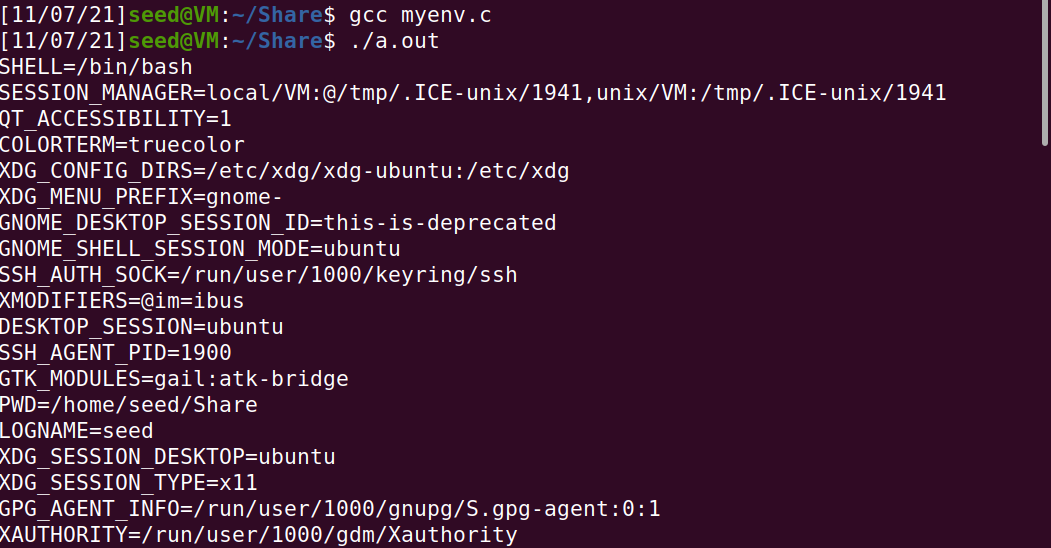 [11/07/21]seed@VM:~/Share$ gcc myenv.c
[11/07/21]seed@VM:~/Share$ ./a.out
SHELL=/bin/bash
SESSION_MANAGER=local/VM:@/tmp/.ICE-unix/1941,unix/VM:/tmp/.ICE-unix/1941
QT_ACCESSIBILITY=1
COLORTERM=truecolor
XDG_CONFIG_DIRS=/etc/xdg/xdg-ubuntu:/etc/xdg
XDG_MENU_PREFIX=gnome-
GNOME_DESKTOP_SESSION_ID=this-is-deprecated
GNOME_SHELL_SESSION_MODE=ubuntu
SSH_AUTH_SOCK=/run/user/1000/keyring/ssh
XMODIFIERS=@im=ibus
DESKTOP_SESSION=ubuntu
SSH_AGENT_PID=1900
GTK_MODULES=gail:atk-bridge
PWD=/home/seed/Share
LOGNAME=seed
XDG_SESSION_DESKTOP=ubuntu
XDG_SESSION_TYPE=x11
GPG_AGENT_INFO=/run/user/1000/gnupg/S.gpg-agent:0:1
XAUTHORITY=/run/user/1000/gdm/Xauthority